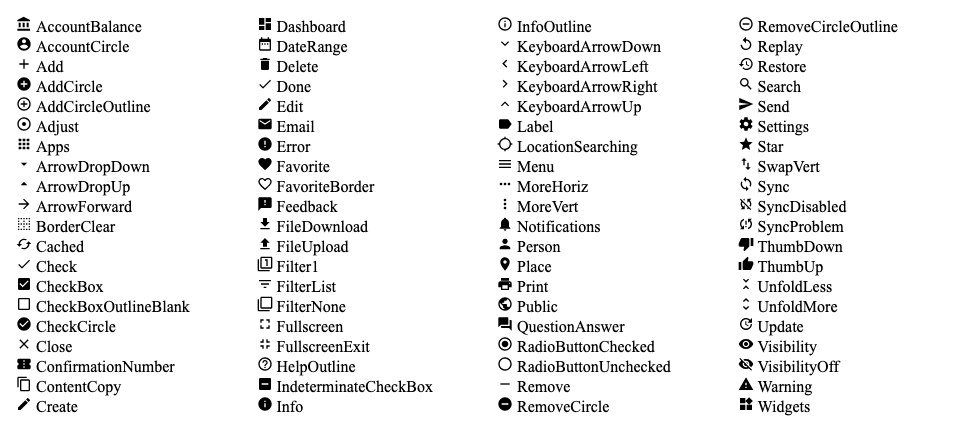 AccountBalance
AccountCircle
Add
AddCircle
AddCircleOutline
Adjust
Apps
ArrowDropDown
ArrowDropUp
ArrowForward
BorderClear
Cached
Check
CheckBox
CheckBoxOutlineBlank
CheckCircle
Close
ConfirmationNumber
ContentCopy
Create
Dashboard
DateRange
Delete
Done
Edit
Email
Error
Favorite
FavoriteBorder
Feedback
FileDownload
FileUpload
Filter1
FilterList
FilterNone
Fullscreen
FullscreenExit
HelpOutline
IndeterminateCheckBox
Info
InfoOutline
KeyboardArrowDown
KeyboardArrowLeft
KeyboardArrowRight
KeyboardArrowUp
Label
LocationSearching
Menu
MoreHoriz
MoreVert
Notifications
Person
Place
Print
Public
QuestionAnswer
RadioButtonChecked
RadioButtonUnchecked
Remove
RemoveCircle
RemoveCircleOutline
Replay
Restore
Search
Send
Settings
Star
SwapVert
Sync
SyncDisabled
SyncProblem
ThumbDown
ThumbUp
UnfoldLess
UnfoldMore
Update
Visibility
VisibilityOff
Warning
Widgets